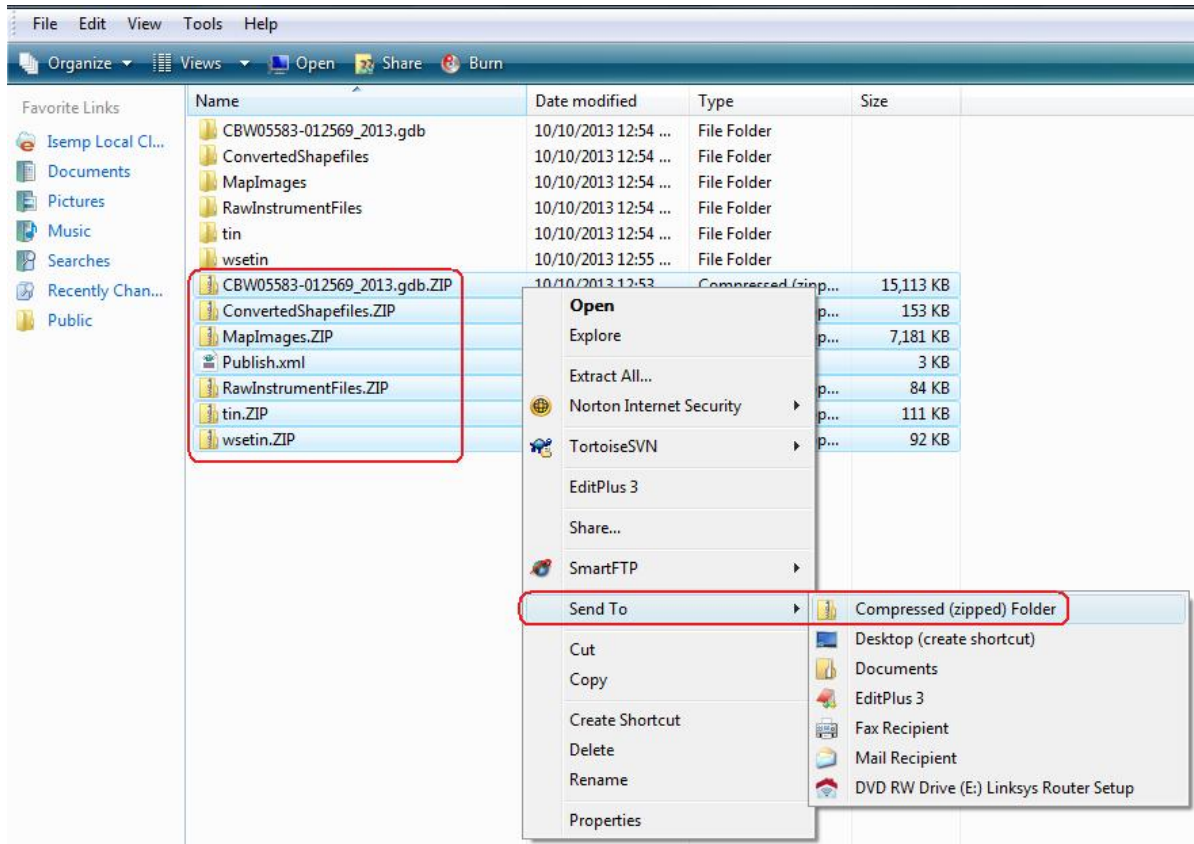 File Edit View Tools Help
Organize Views Open Share Burn
Favorite Links
Isemp Local Cl...
Documents
Pictures
Music
Searches
Recently Chan...
Public
Name Date modified Type Size
CBW05583-012569_2013.gdb 10/10/2013 12:54 ... File Folder
ConvertedShapefiles 10/10/2013 12:54 ... File Folder
MapImages 10/10/2013 12:54 ... File Folder
RawInstrumentFiles 10/10/2013 12:54 ... File Folder
tin 10/10/2013 12:54 ... File Folder
wsetin 10/10/2013 12:55 ... File Folder
CBW05583-012569_2013.gdb.ZIP 10/10/2013 12:53 Compressed (zipp... 15,113 KB
ConvertedShapefiles.ZIP p... 153 KB
MapImages.ZIP p... 7,181 KB
Publish.xml 3 KB
RawInstrumentFiles.ZIP p... 84 KB
tin.ZIP p... 111 KB
wsetin.ZIP p... 92 KB
Open
Explore
Extract All...
Norton Internet Security
TortoiseSVN
EditPlus 3
Share...
SmartFTP
Send To
Cut
Copy
Create Shortcut
Delete
Rename
Properties
Compressed (zipped) Folder
Desktop (create shortcut)
Documents
EditPlus 3
Fax Recipient
Mail Recipient
DVD RW Drive (E:) Linksys Router Setup